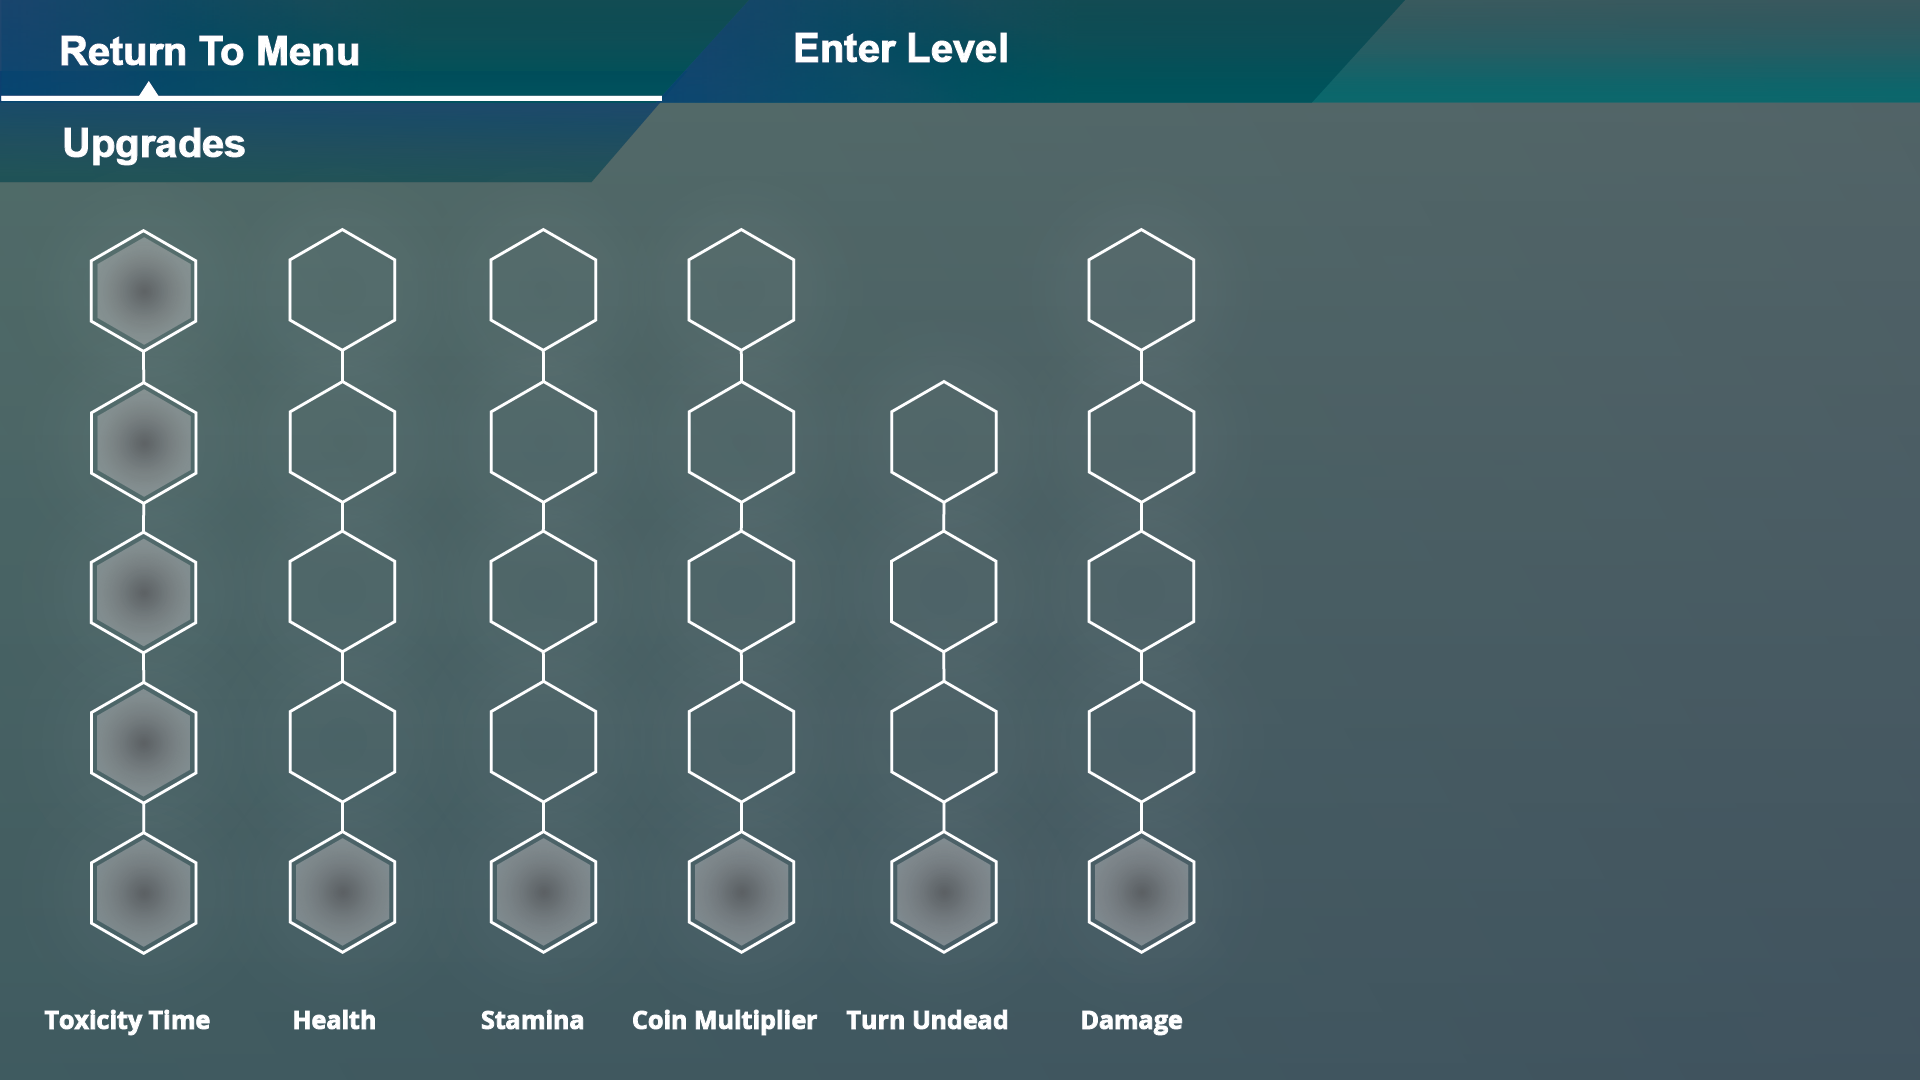 Return To Menu
Enter Level
Upgrades
Toxicity Time
Health
Stamina
Coin Multiplier
Turn Undead
Damage